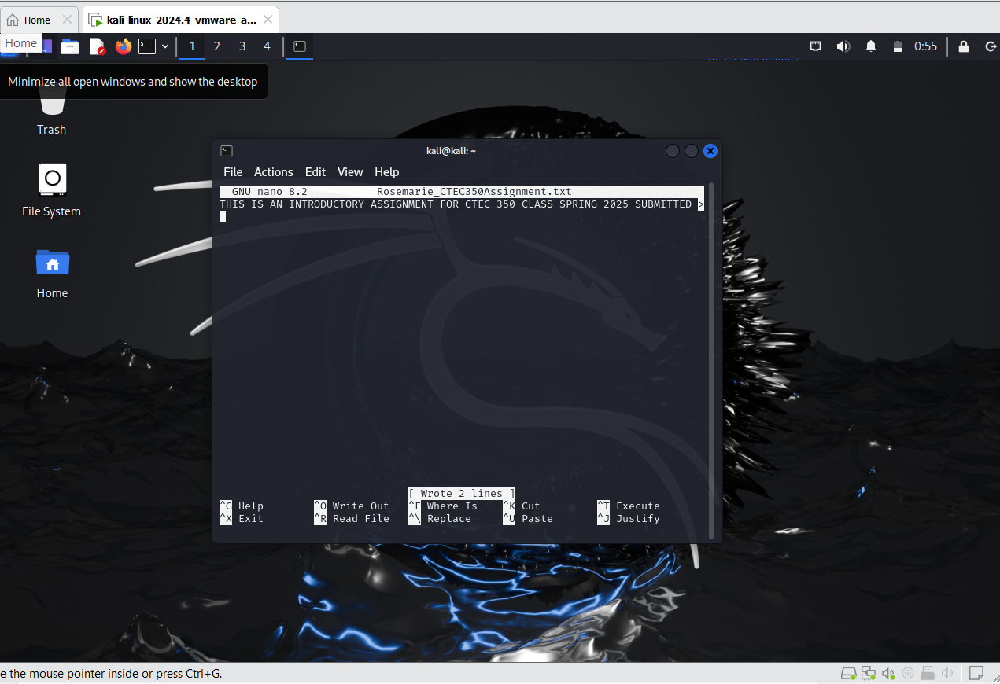 Home
kali-linux-2024.4-vmware-a...
Home
1 2 3 4
0:55
Minimize all open windows and show the desktop
Trash
File System
Home
kali@kali: ~
File Actions Edit View Help
GNU nano 8.2 Rosemarie_CTEC350Assignment.txt
THIS IS AN INTRODUCTORY ASSIGNMENT FOR CTEC 350 CLASS SPRING 2025 SUBMITTED >
[ Wrote 2 lines ]
^G Help ^O Write Out ^F Where Is ^K Cut ^T Execute
^X Exit ^R Read File ^\ Replace ^U Paste ^J Justify
e the mouse pointer inside or press Ctrl+G.